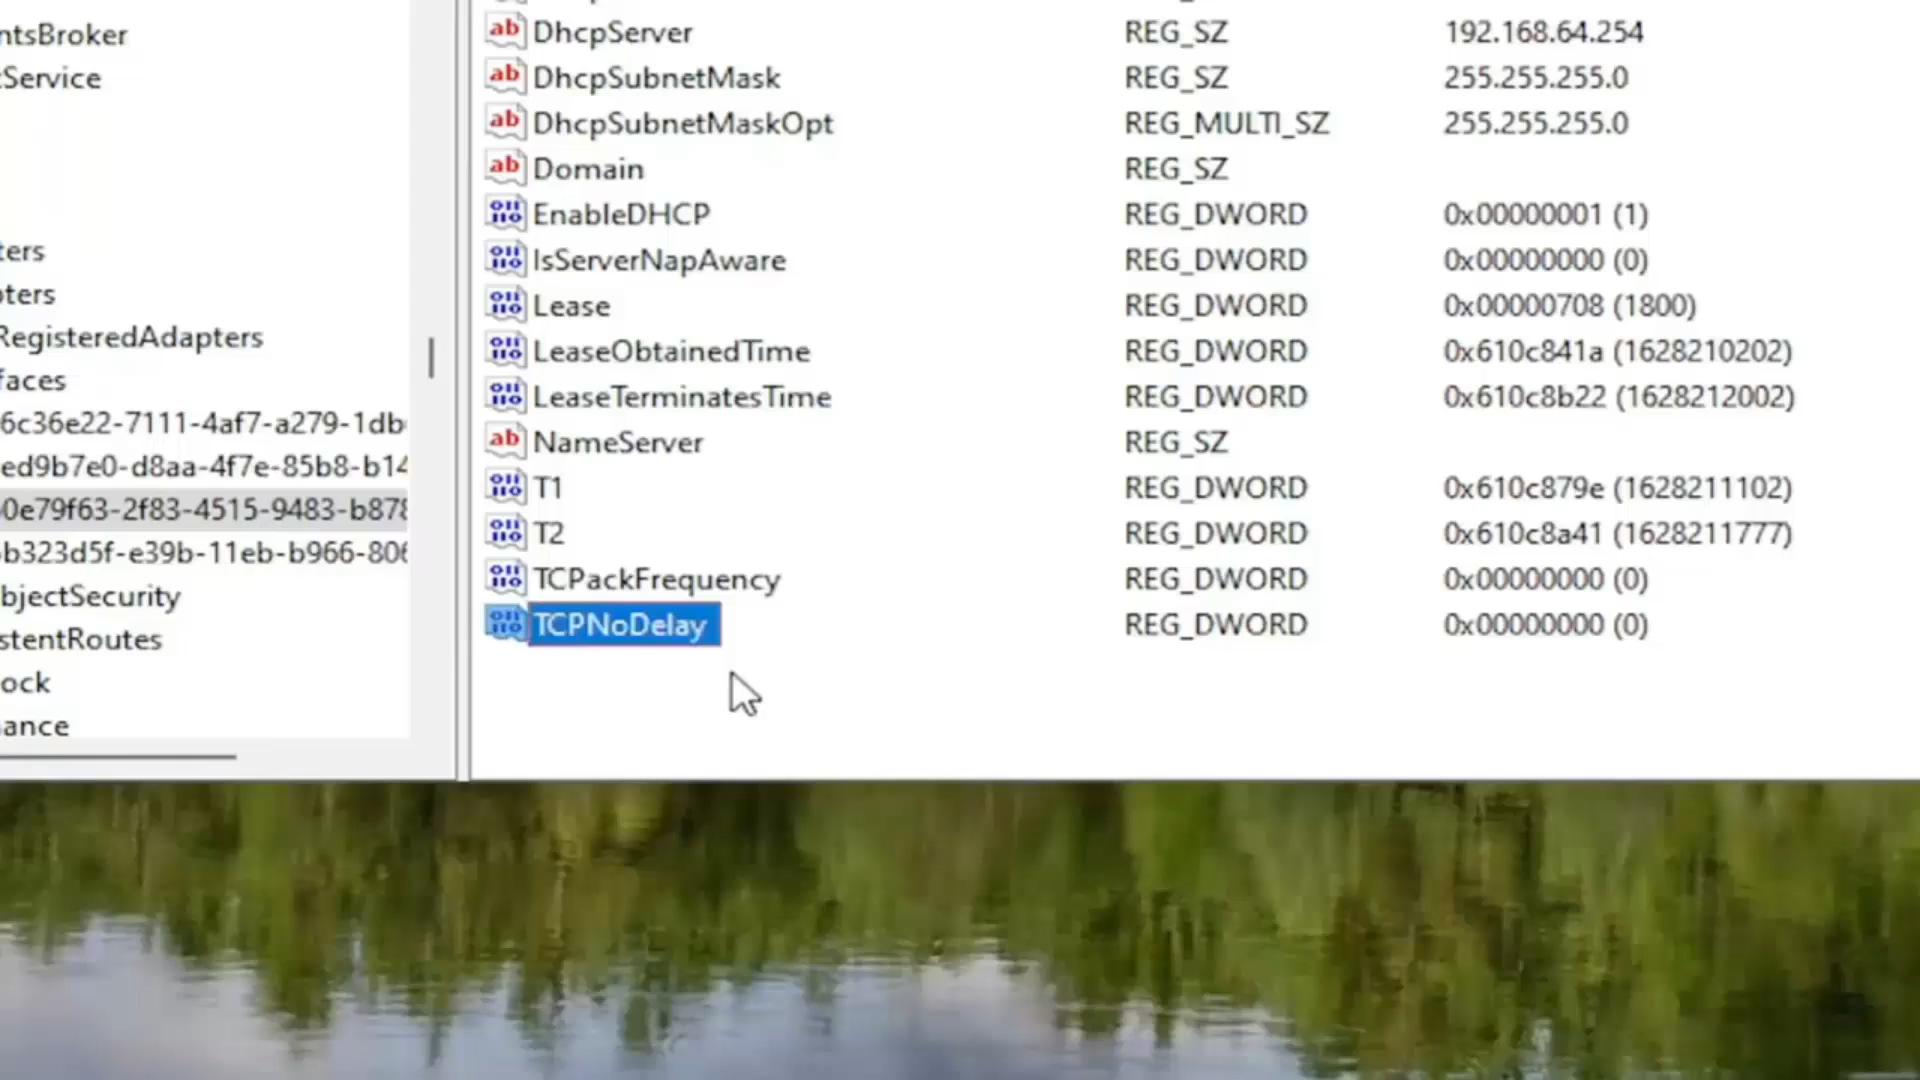 ntsBroker
tService
ters
pters
RegisteredAdapters
faces
6c36e22-7111-4af7-a279-1db
ed9b7e0-d8aa-4f7e-85b8-b14
0e79f63-2f83-4515-9483-b878
b323d5f-e39b-11eb-b966-806
bjectSecurity
stentRoutes
ock
nance
DhcpServer REG_SZ 192.168.64.254
DhcpSubnetMask REG_SZ 255.255.255.0
DhcpSubnetMaskOpt REG_MULTI_SZ 255.255.255.0
Domain REG_SZ
EnableDHCP REG_DWORD 0x00000001 (1)
IsServerNapAware REG_DWORD 0x00000000 (0)
Lease REG_DWORD 0x00000708 (1800)
LeaseObtainedTime REG_DWORD 0x610c841a (1628210202)
LeaseTerminatesTime REG_DWORD 0x610c8b22 (1628212002)
NameServer REG_SZ
T1 REG_DWORD 0x610c879e (1628211102)
T2 REG_DWORD 0x610c8a41 (1628211777)
TCPackFrequency REG_DWORD 0x00000000 (0)
TCPNoDelay REG_DWORD 0x00000000 (0)